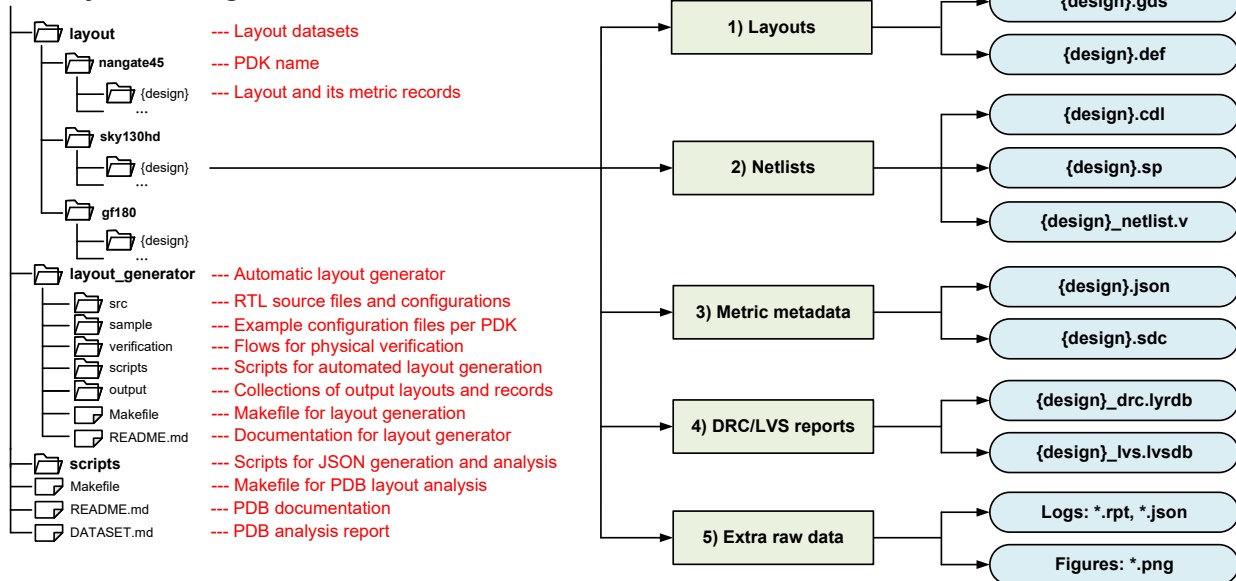 layout --- Layout datasets
nangate45 --- PDK name
{design} --- Layout and its metric records
...
sky130hd
{design}
...
gf180
{design}
...
layout_generator --- Automatic layout generator
src --- RTL source files and configurations
sample --- Example configuration files per PDK
verification --- Flows for physical verification
scripts --- Scripts for automated layout generation
output --- Collections of output layouts and records
Makefile --- Makefile for layout generation
README.md --- Documentation for layout generator
scripts --- Scripts for JSON generation and analysis
Makefile --- Makefile for PDB layout analysis
README.md --- PDB documentation
DATASET.md --- PDB analysis report
1) Layouts
{design}.gds
{design}.def
2) Netlists
{design}.cdl
{design}.sp
{design}_netlist.v
3) Metric metadata
{design}.json
{design}.sdc
4) DRC/LVS reports
{design}_drc.lyrdb
{design}_lvs.lvsdb
5) Extra raw data
Logs: *.rpt, *.json
Figures: *.png